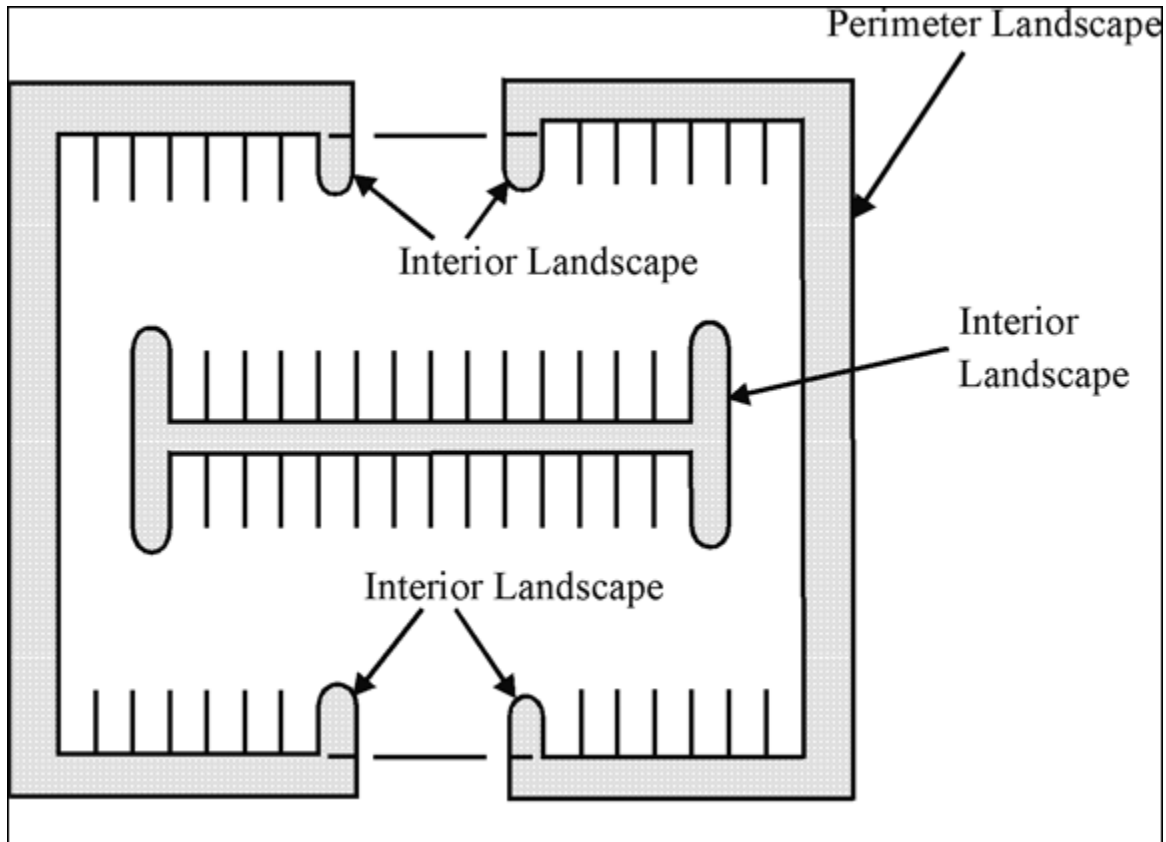 Perimeter Landscape
Interior Landscape
Interior
Landscape
Interior Landscape